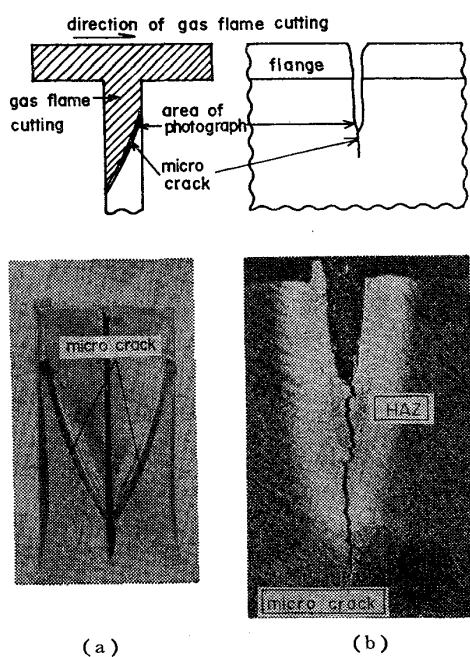 direction of gas flame cutting
flange
gas flame
cutting
area of
photograph
micro
crack
micro crack
HAZ
micro crack
(a)
(b)